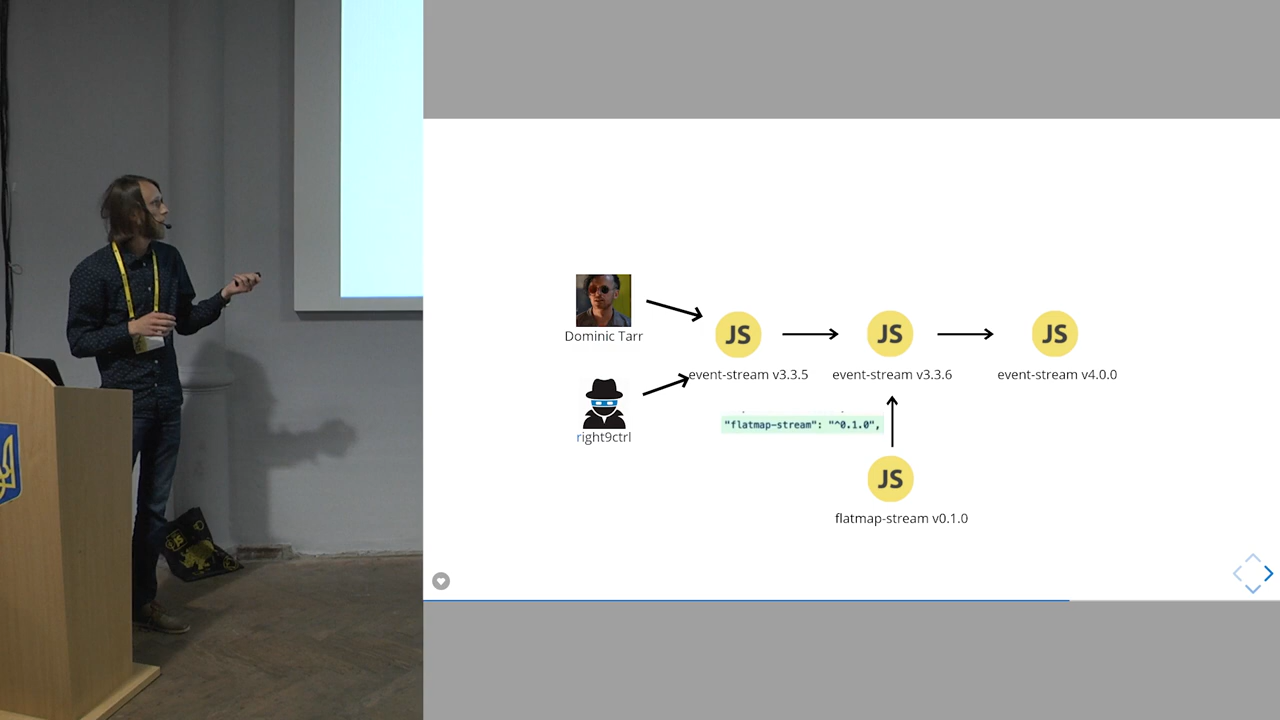 Dominic Tarr
JS
JS
JS
event-stream v3.3.5
event-stream v3.3.6
event-stream v4.0.0
right9ctrl
"flatmap-stream": "^0.1.0",
JS
flatmap-stream v0.1.0
JS